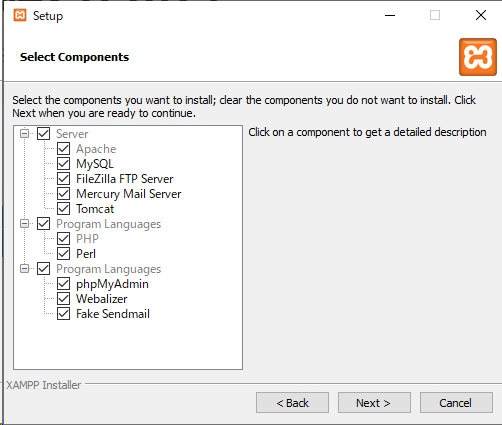 Setup
Select Components
Select the components you want to install; clear the components you do not want to install. Click
Next when you are ready to continue.
Server
Apache
MySQL
FileZilla FTP Server
Mercury Mail Server
Tomcat
Program Languages
PHP
Perl
Program Languages
phpMyAdmin
Webalizer
Fake Sendmail
Click on a component to get a detailed description
XAMPP Installer
< Back
Next >
Cancel